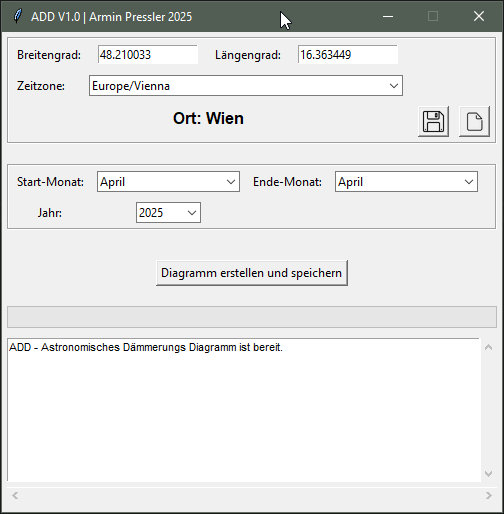 ADD V1.0 | Armin Pressler 2025
Breitengrad: 48.210033 Längengrad: 16.363449
Zeitzone: Europe/Vienna
Ort: Wien
Start-Monat: April Ende-Monat: April
Jahr: 2025
Diagramm erstellen und speichern
ADD - Astronomisches Dämmerungs Diagramm ist bereit.